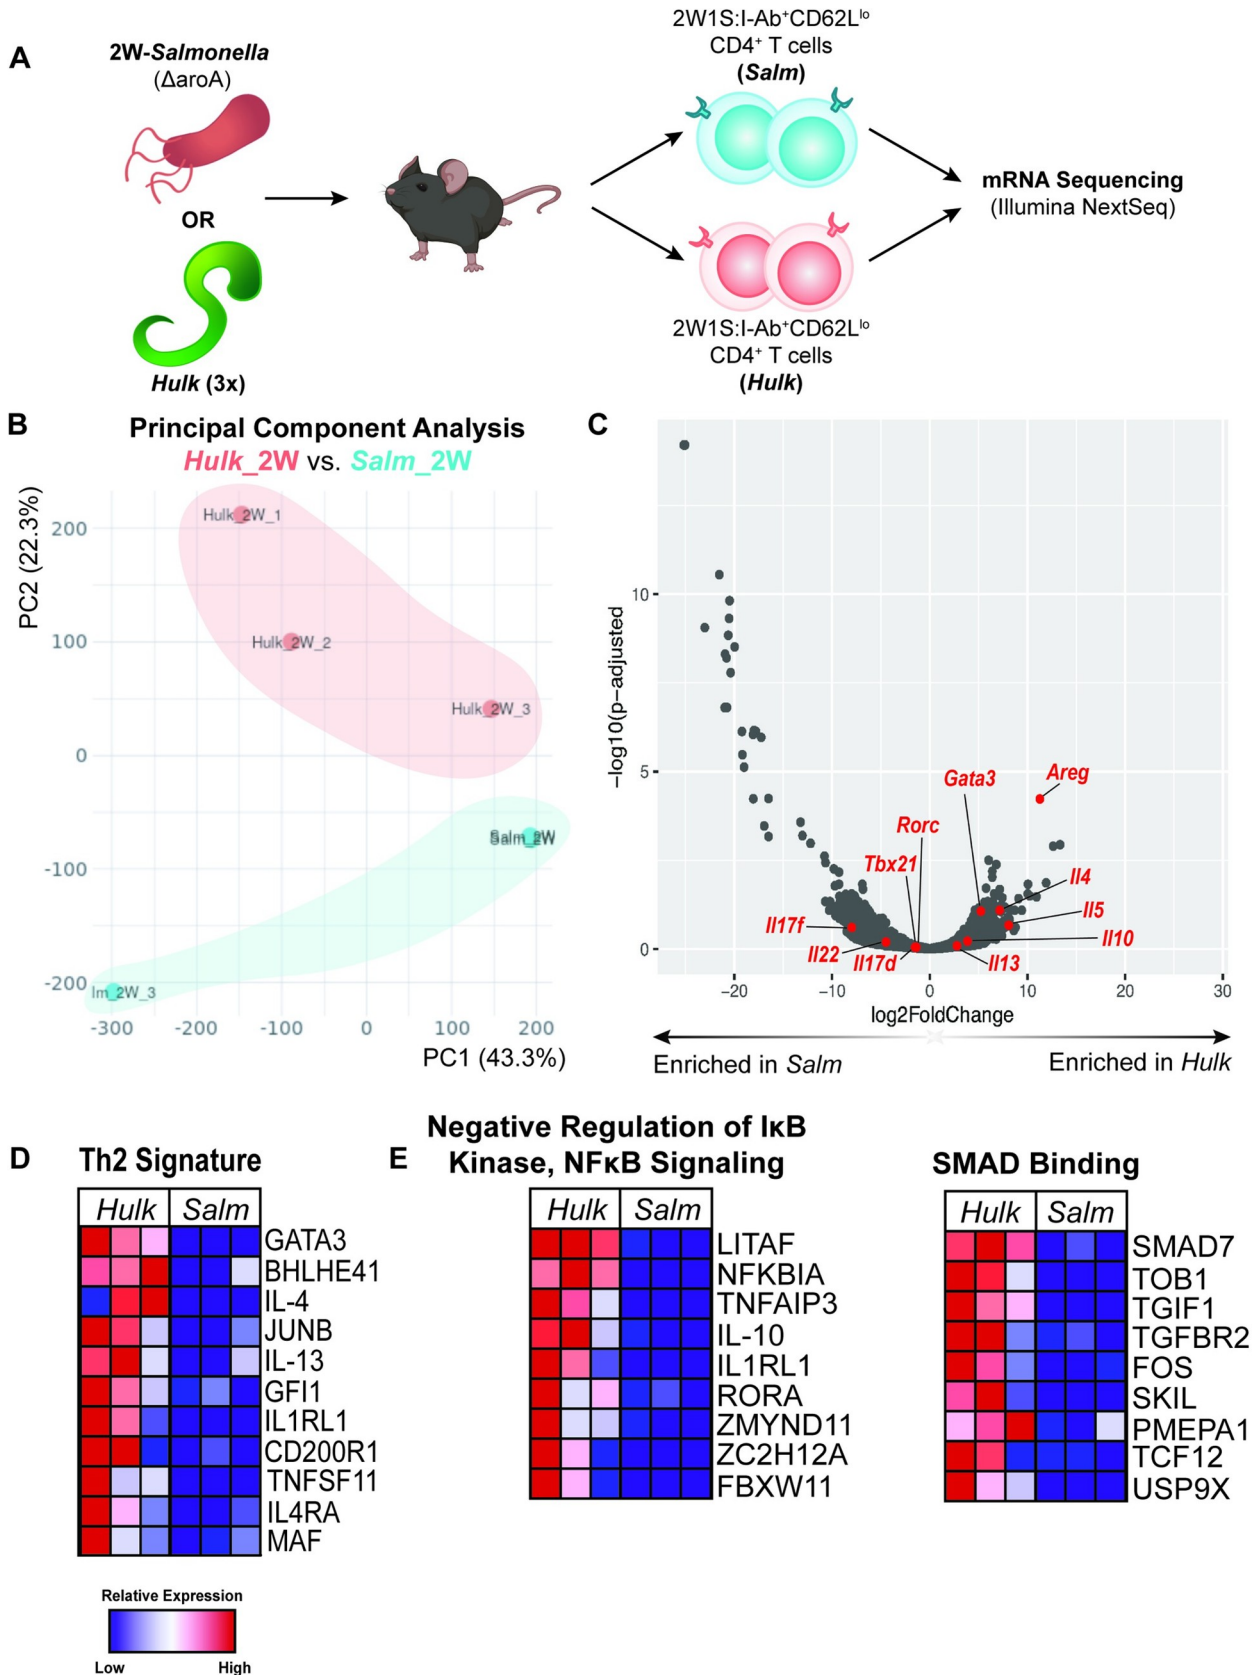 A
2W-Salmonella
(ΔaroA)
OR
Hulk (3x)
2W1S:I-Ab⁺CD62Lˡᵒ
CD4⁺ T cells
(Salm)
2W1S:I-Ab⁺CD62Lˡᵒ
CD4⁺ T cells
(Hulk)
mRNA Sequencing
(Illumina NextSeq)
B
Principal Component Analysis
Hulk_2W vs. Salm_2W
PC2 (22.3%)
200
100
0
-100
-200
Hulk_2W_1
Hulk_2W_2
Hulk_2W_3
Salm_2W
lm_2W_3
-300 -200 -100 0 100 200
PC1 (43.3%)
C
-log10(p-adjusted
10
5
0
Gata3
Areg
Rorc
Tbx21
Il4
Il5
Il17f
Il10
Il22
Il17d
Il13
-20 -10 0 10 20 30
log2FoldChange
Enriched in Salm
Enriched in Hulk
D
Th2 Signature
Hulk Salm
GATA3
BHLHE41
IL-4
JUNB
IL-13
GFI1
IL1RL1
CD200R1
TNFSF11
IL4RA
MAF
Relative Expression
Low High
E
Negative Regulation of IκB
Kinase, NFκB Signaling
Hulk Salm
LITAF
NFKBIA
TNFAIP3
IL-10
IL1RL1
RORA
ZMYND11
ZC2H12A
FBXW11
SMAD Binding
Hulk Salm
SMAD7
TOB1
TGIF1
TGFBR2
FOS
SKIL
PMEPA1
TCF12
USP9X